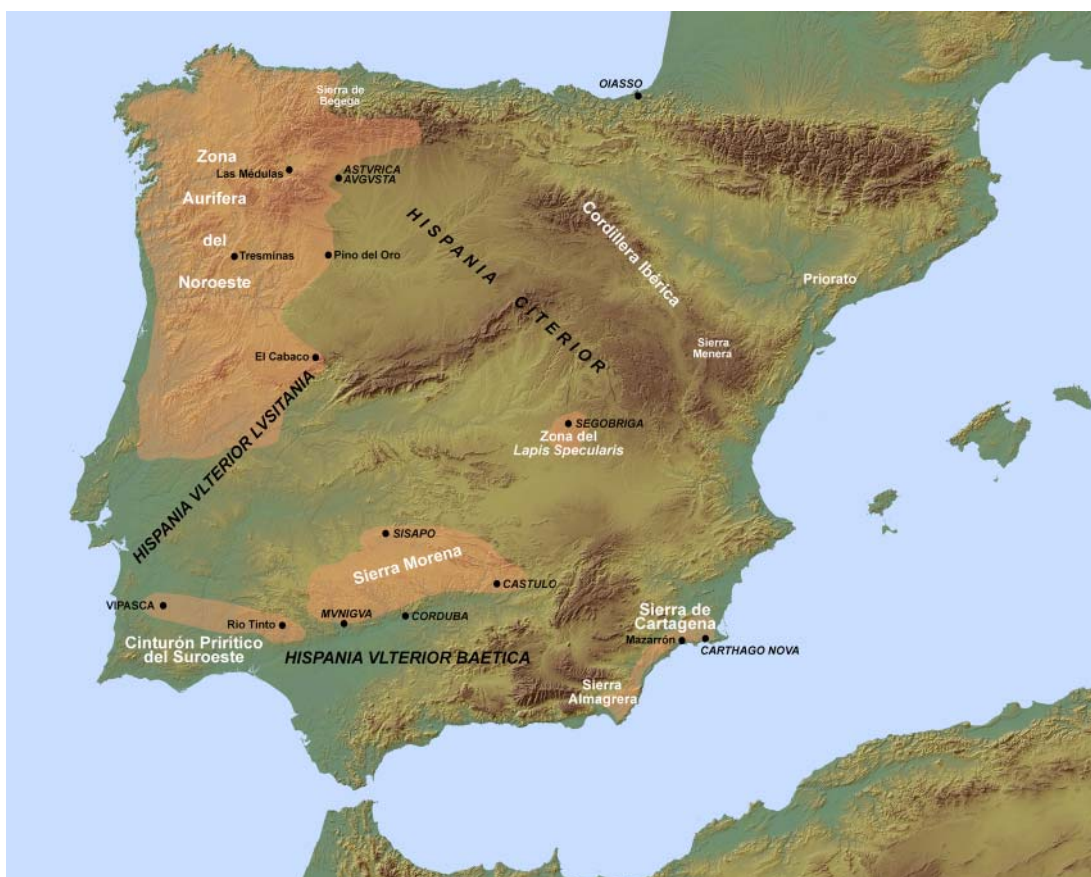 OIASSO
Sierra de
Begega
Zona
Las Médulas
ASTVRICA
AVGVSTA
Aurifera
del
Noroeste
Tresminas
Pino del Oro
HISPANIA CITERIOR
Cordillera Ibérica
Priorato
Sierra
Menera
El Cabaco
HISPANIA VLTERIOR LVSITANIA
SEGOBRIGA
Zona del
Lapis Specularis
SISAPO
Sierra Morena
CASTULO
VIPASCA
Río Tinto
MVNIGVA
CORDUBA
Cinturón Pirítico
del Suroeste
HISPANIA VLTERIOR BAETICA
Sierra de
Cartagena
Mazarrón
CARTHAGO NOVA
Sierra
Almagrera